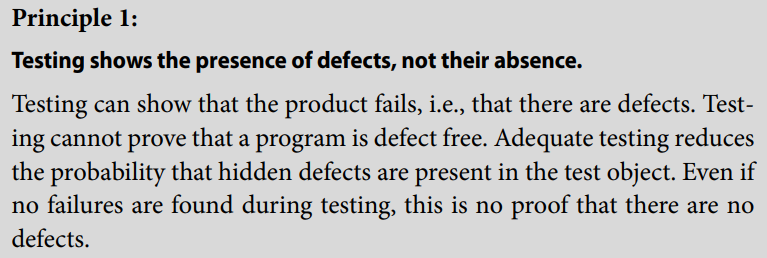 Principle 1:
Testing shows the presence of defects, not their absence.
Testing can show that the product fails, i.e., that there are defects. Test-
ing cannot prove that a program is defect free. Adequate testing reduces
the probability that hidden defects are present in the test object. Even if
no failures are found during testing, this is no proof that there are no
defects.